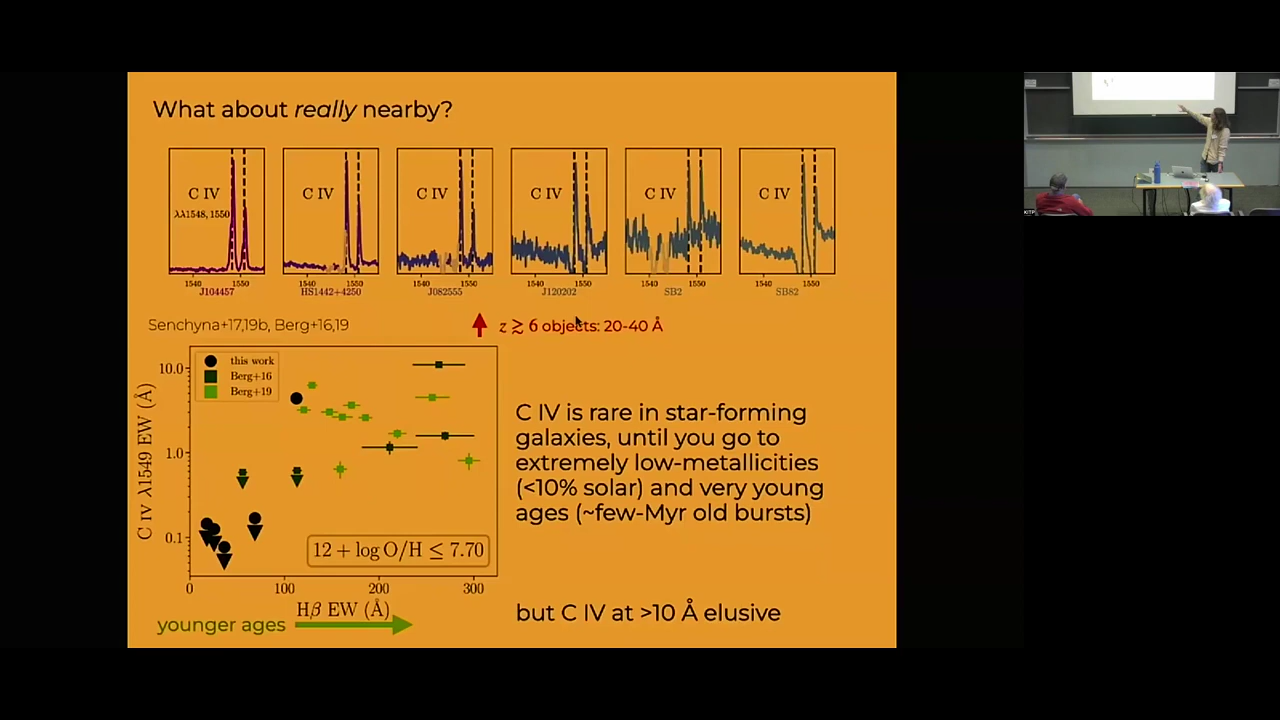 What about really nearby?
C IV
λλ1548, 1550
1540 1550
J104457
C IV
1540 1550
HS1442+4250
C IV
1540 1550
J082555
C IV
1540 1550
J120202
C IV
1540 1550
SB2
C IV
1540 1550
SB82
Senchyna+17,19b, Berg+16,19
z ≳ 6 objects: 20-40 Å
this work
Berg+16
Berg+19
10.0
1.0
0.1
C IV λ1549 EW (Å)
12 + log O/H ≤ 7.70
0 100 200 300
Hβ EW (Å)
younger ages
C IV is rare in star-forming
galaxies, until you go to
extremely low-metallicities
(<10% solar) and very young
ages (~few-Myr old bursts)
but C IV at >10 Å elusive
KITP